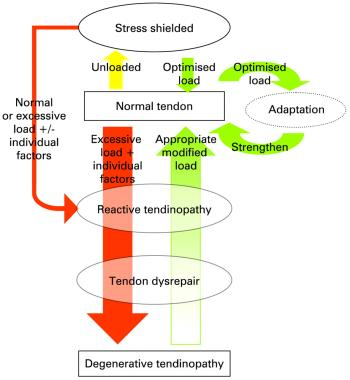 Stress shielded
Unloaded
Optimised
load
Optimised
load
Normal
or excessive
load +/-
individual
factors
Normal tendon
Adaptation
Excessive
load +
individual
factors
Appropriate
modified
load
Strengthen
Reactive tendinopathy
Tendon dysrepair
Degenerative tendinopathy